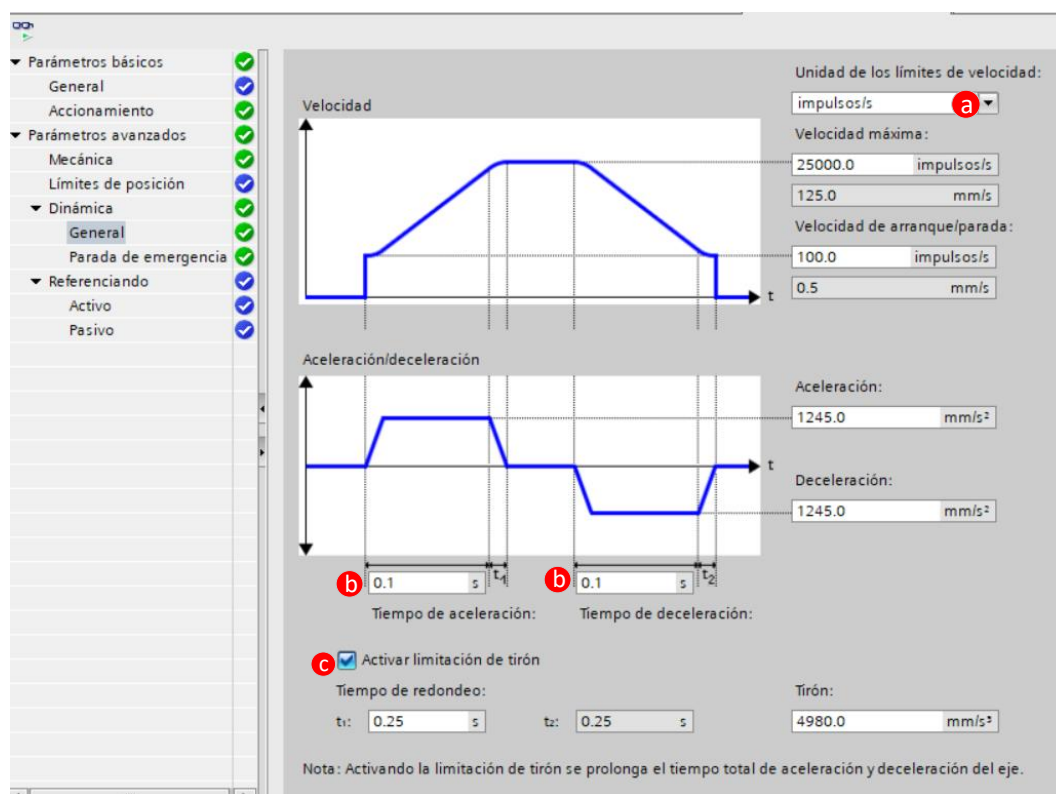 Parámetros básicos
General
Accionamiento
Parámetros avanzados
Mecánica
Límites de posición
Dinámica
General
Parada de emergencia
Referenciando
Activo
Pasivo
Unidad de los límites de velocidad:
impulsos/s a
Velocidad
Velocidad máxima:
25000.0 impulsos/s
125.0 mm/s
Velocidad de arranque/parada:
100.0 impulsos/s
0.5 mm/s
t
Aceleración/deceleración
Aceleración:
1245.0 mm/s²
t
Deceleración:
1245.0 mm/s²
b 0.1 s t1 b 0.1 s t2
Tiempo de aceleración: Tiempo de deceleración:
c Activar limitación de tirón
Tiempo de redondeo: Tirón:
t1: 0.25 s t2: 0.25 s 4980.0 mm/s³
Nota: Activando la limitación de tirón se prolonga el tiempo total de aceleración y deceleración del eje.